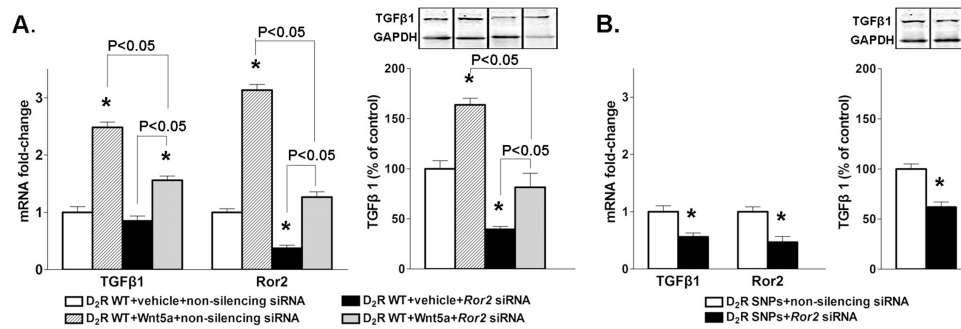 A.
TGFβ1
GAPDH
P<0.05
P<0.05
P<0.05
P<0.05
*
*
*
*
mRNA fold-change
3
2
1
0
TGFβ1
Ror2
TGFβ 1 (% of control)
200
150
100
50
0
P<0.05
P<0.05
*
*
D₂R WT+vehicle+non-silencing siRNA
D₂R WT+Wnt5a+non-silencing siRNA
D₂R WT+vehicle+Ror2 siRNA
D₂R WT+Wnt5a+Ror2 siRNA
B.
TGFβ1
GAPDH
mRNA fold-change
3
2
1
0
*
*
TGFβ1
Ror2
TGFβ 1 (% of control)
200
150
100
50
0
*
D₂R SNPs+non-silencing siRNA
D₂R SNPs+Ror2 siRNA